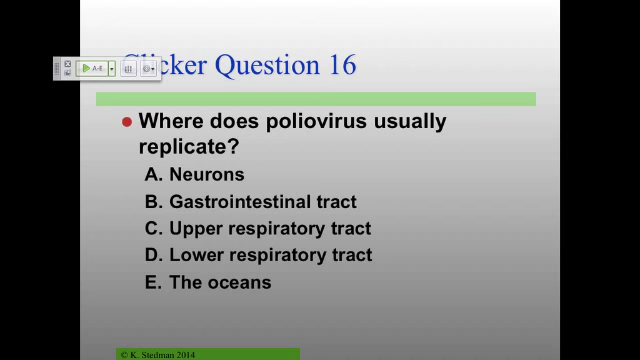 Clicker Question 16
A-E
Where does poliovirus usually
replicate?
A. Neurons
B. Gastrointestinal tract
C. Upper respiratory tract
D. Lower respiratory tract
E. The oceans
© K. Stedman 2014